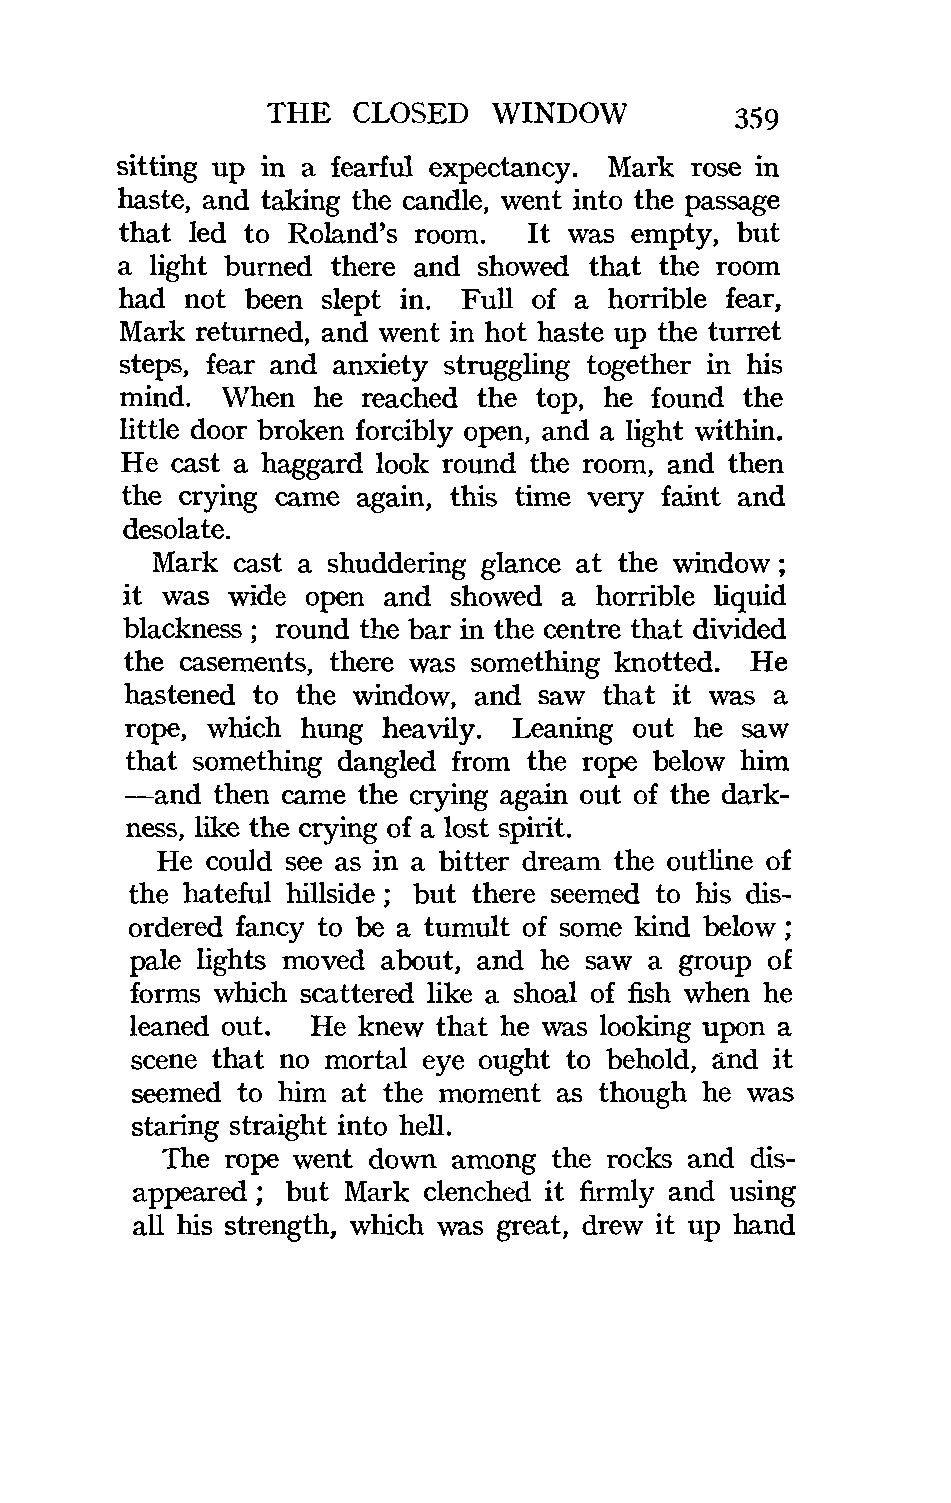 THE CLOSED WINDOW 359
sitting up in a fearful expectancy. Mark rose in
haste, and taking the candle, went into the passage
that led to Roland's room. It was empty, but
a light burned there and showed that the room
had not been slept in. Full of a horrible fear,
Mark returned, and went in hot haste up the turret
steps, fear and anxiety struggling together in his
mind. When he reached the top, he found the
little door broken forcibly open, and a light within.
He cast a haggard look round the room, and then
the crying came again, this time very faint and
desolate.
Mark cast a shuddering glance at the window ;
it was wide open and showed a horrible liquid
blackness ; round the bar in the centre that divided
the casements, there was something knotted. He
hastened to the window, and saw that it was a
rope, which hung heavily. Leaning out he saw
that something dangled from the rope below him
—and then came the crying again out of the dark-
ness, like the crying of a lost spirit.
He could see as in a bitter dream the outline of
the hateful hillside ; but there seemed to his dis-
ordered fancy to be a tumult of some kind below ;
pale lights moved about, and he saw a group of
forms which scattered like a shoal of fish when he
leaned out. He knew that he was looking upon a
scene that no mortal eye ought to behold, and it
seemed to him at the moment as though he was
staring straight into hell.
The rope went down among the rocks and dis-
appeared ; but Mark clenched it firmly and using
all his strength, which was great, drew it up hand